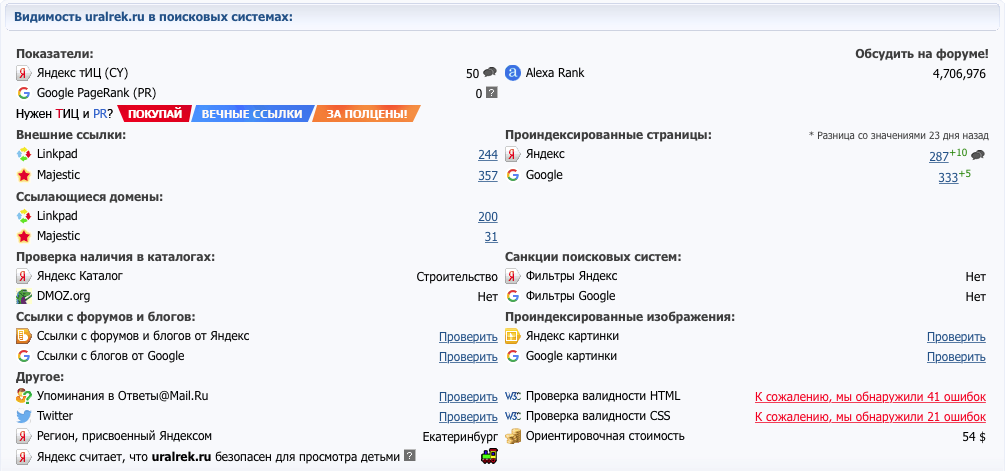 Видимость uralrek.ru в поисковых системах:
Показатели: Обсудить на форуме!
Яндекс тИЦ (CY) 50 Alexa Rank 4,706,976
Google PageRank (PR) 0 ?
Нужен ТИЦ и PR? ПОКУПАЙ ВЕЧНЫЕ ССЫЛКИ ЗА ПОЛЦЕНЫ!
Внешние ссылки: Проиндексированные страницы: * Разница со значениями 23 дня назад
Linkpad 244 Яндекс 287+10
Majestic 357 Google 333+5
Ссылающиеся домены:
Linkpad 200
Majestic 31
Проверка наличия в каталогах: Санкции поисковых систем:
Яндекс Каталог Строительство Фильтры Яндекс Нет
DMOZ.org Нет Фильтры Google Нет
Ссылки с форумов и блогов: Проиндексированные изображения:
Ссылки с форумов и блогов от Яндекс Проверить Яндекс картинки Проверить
Ссылки с блогов от Google Проверить Google картинки Проверить
Другое:
Упоминания в Ответы@Mail.Ru Проверить W3C Проверка валидности HTML К сожалению, мы обнаружили 41 ошибок
Twitter Проверить W3C Проверка валидности CSS К сожалению, мы обнаружили 21 ошибок
Регион, присвоенный Яндексом Екатеринбург Ориентировочная стоимость 54 $
Яндекс считает, что uralrek.ru безопасен для просмотра детьми ?